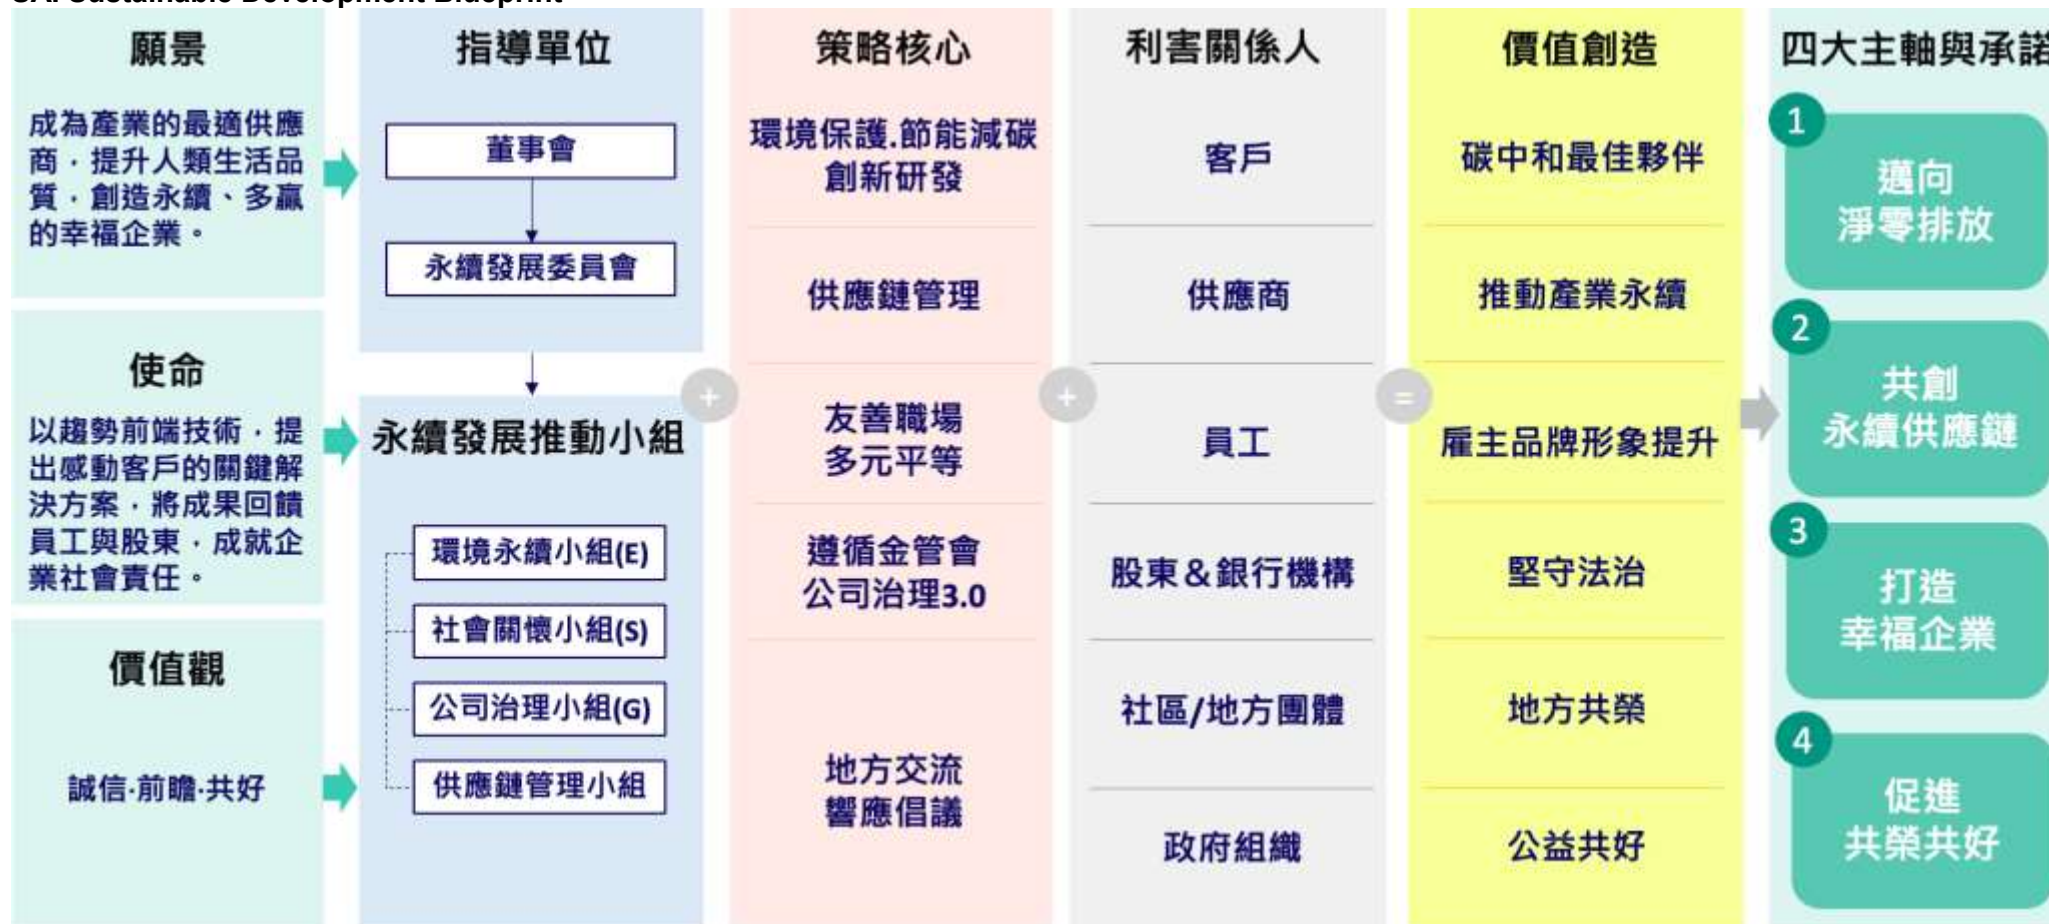 Sustainable Development Blueprint
願景
成為產業的最適供應
商，提升人類生活品
質，創造永續、多贏
的幸福企業。
使命
以趨勢前端技術，提
出感動客戶的關鍵解
決方案，將成果回饋
員工與股東，成就企
業社會責任。
價值觀
誠信·前瞻·共好
指導單位
董事會
永續發展委員會
永續發展推動小組
環境永續小組(E)
社會關懷小組(S)
公司治理小組(G)
供應鏈管理小組
+
策略核心
環境保護.節能減碳
創新研發
供應鏈管理
友善職場
多元平等
遵循金管會
公司治理3.0
地方交流
響應倡議
+
利害關係人
客戶
供應商
員工
股東&銀行機構
社區/地方團體
政府組織
=
價值創造
碳中和最佳夥伴
推動產業永續
雇主品牌形象提升
堅守法治
地方共榮
公益共好
四大主軸與承諾
1
邁向
淨零排放
2
共創
永續供應鏈
3
打造
幸福企業
4
促進
共榮共好